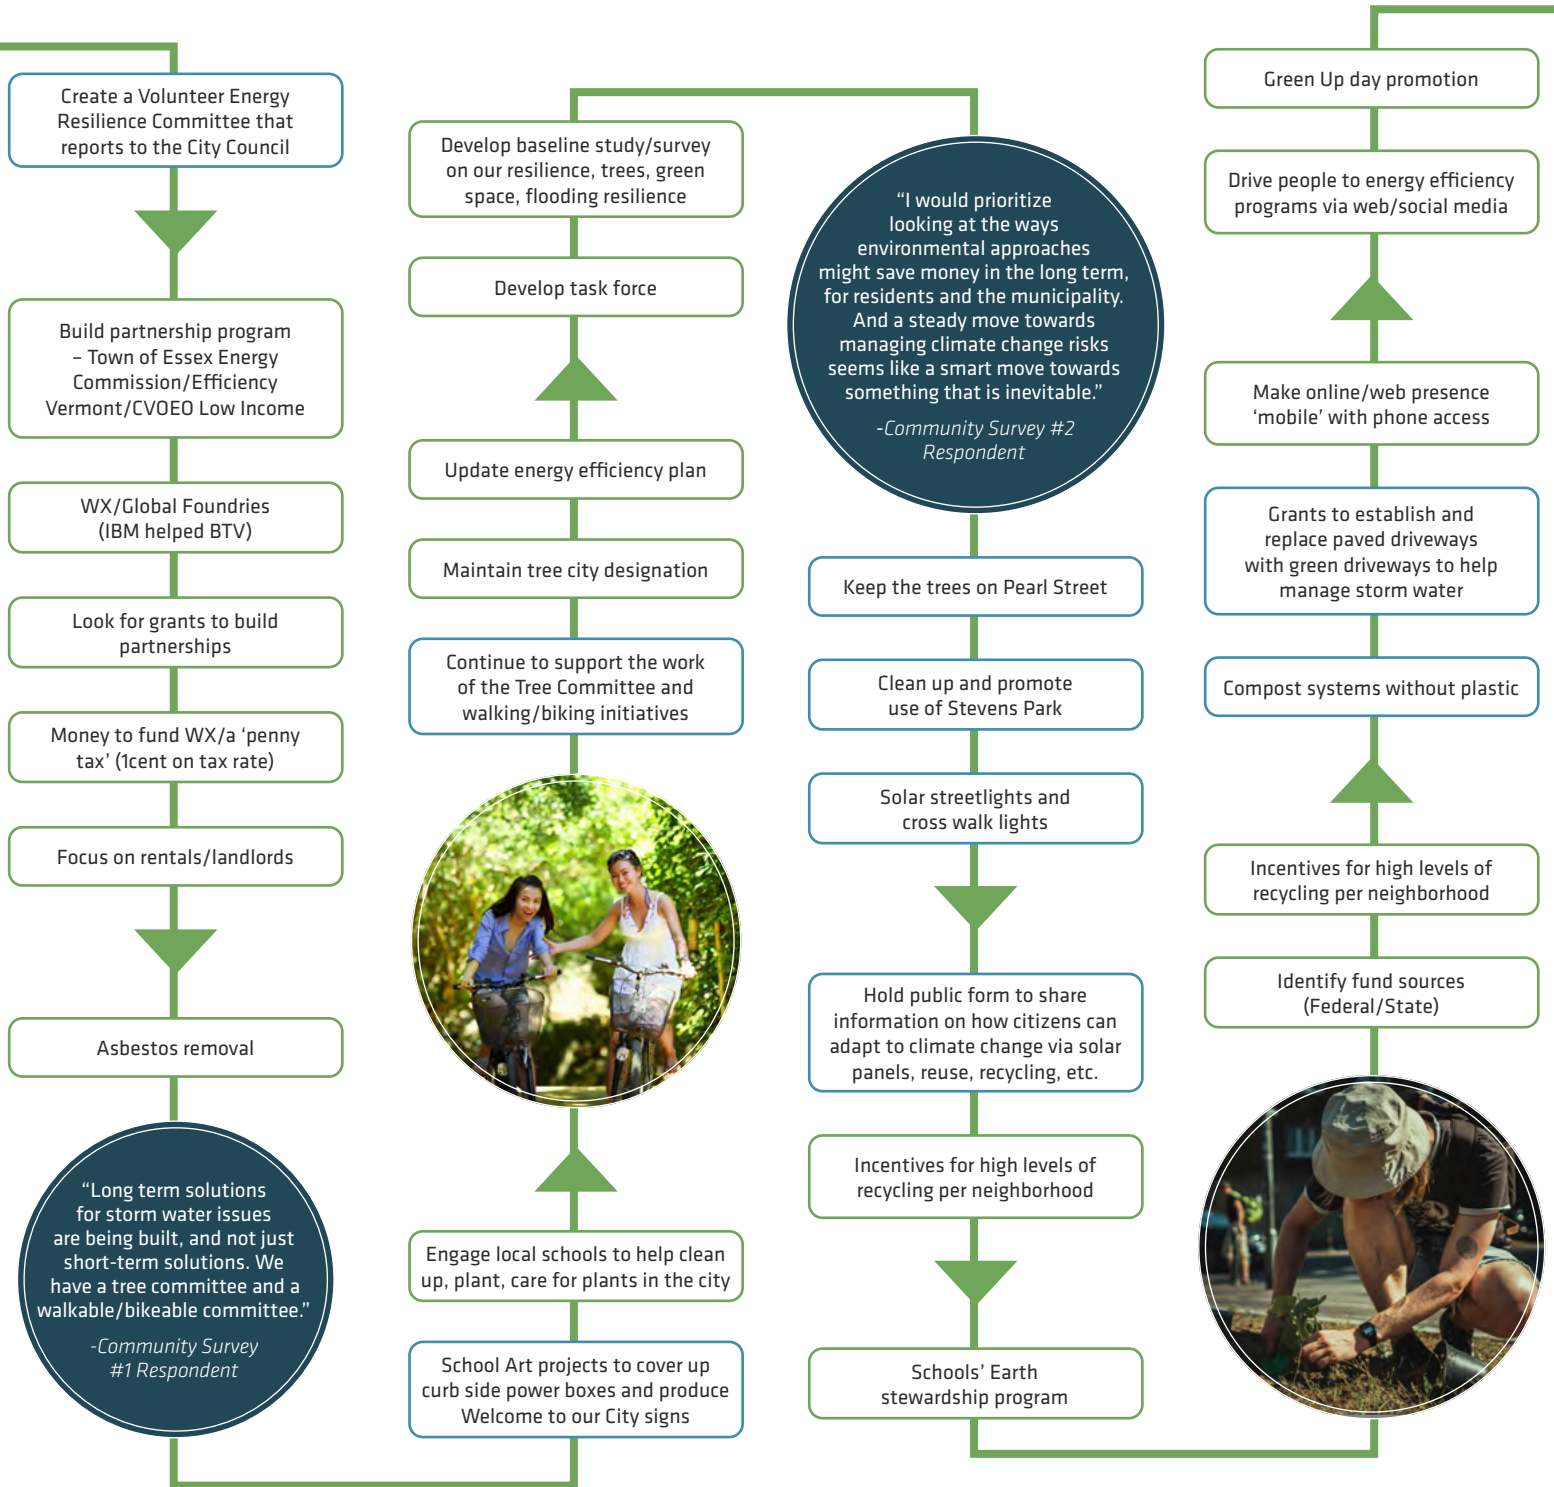 Create a Volunteer Energy
Resilience Committee that
reports to the City Council
Build partnership program
– Town of Essex Energy
Commission/Efficiency
Vermont/CVOEO Low Income
WX/Global Foundries
(IBM helped BTV)
Look for grants to build
partnerships
Money to fund WX/a ‘penny
tax’ (1cent on tax rate)
Focus on rentals/landlords
Asbestos removal
“Long term solutions
for storm water issues
are being built, and not just
short-term solutions. We
have a tree committee and a
walkable/bikeable committee.”
-Community Survey
#1 Respondent
Develop baseline study/survey
on our resilience, trees, green
space, flooding resilience
Develop task force
Update energy efficiency plan
Maintain tree city designation
Continue to support the work
of the Tree Committee and
walking/biking initiatives
Engage local schools to help clean
up, plant, care for plants in the city
School Art projects to cover up
curb side power boxes and produce
Welcome to our City signs
“I would prioritize
looking at the ways
environmental approaches
might save money in the long term,
for residents and the municipality.
And a steady move towards
managing climate change risks
seems like a smart move towards
something that is inevitable.”
-Community Survey #2
Respondent
Keep the trees on Pearl Street
Clean up and promote
use of Stevens Park
Solar streetlights and
cross walk lights
Hold public form to share
information on how citizens can
adapt to climate change via solar
panels, reuse, recycling, etc.
Incentives for high levels of
recycling per neighborhood
Schools’ Earth
stewardship program
Green Up day promotion
Drive people to energy efficiency
programs via web/social media
Make online/web presence
‘mobile’ with phone access
Grants to establish and
replace paved driveways
with green driveways to help
manage storm water
Compost systems without plastic
Incentives for high levels of
recycling per neighborhood
Identify fund sources
(Federal/State)